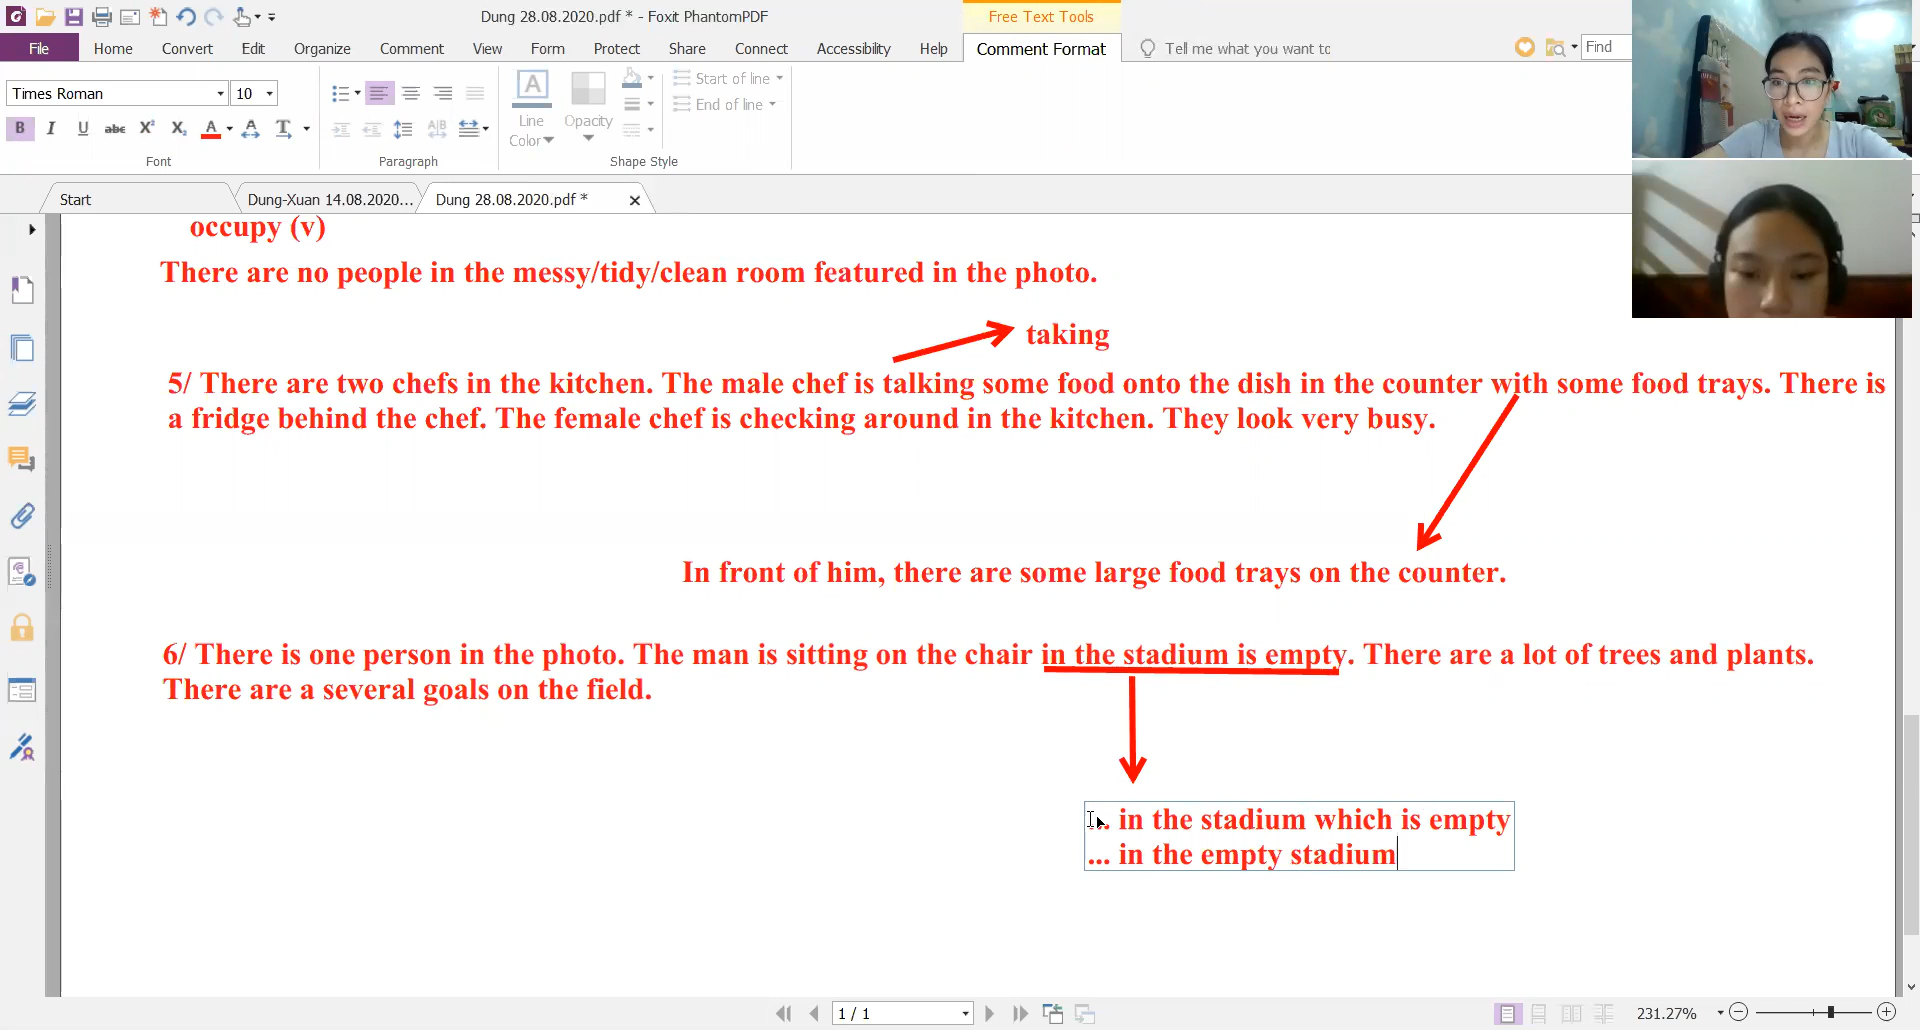 Dung 28.08.2020.pdf * - Foxit PhantomPDF
Free Text Tools
File Home Convert Edit Organize Comment View Form Protect Share Connect Accessibility Help Comment Format Tell me what you want to Find
Times Roman 10 Start of line
End of line
B I U abc X² X₂ A A T A|B Line Color Opacity
Font Paragraph Shape Style
Start Dung-Xuan 14.08.2020... Dung 28.08.2020.pdf *
occupy (v)
There are no people in the messy/tidy/clean room featured in the photo.
taking
5/ There are two chefs in the kitchen. The male chef is talking some food onto the dish in the counter with some food trays. There is
a fridge behind the chef. The female chef is checking around in the kitchen. They look very busy.
In front of him, there are some large food trays on the counter.
6/ There is one person in the photo. The man is sitting on the chair in the stadium is empty. There are a lot of trees and plants.
There are a several goals on the field.
... in the stadium which is empty
... in the empty stadium
1 / 1 231.27%